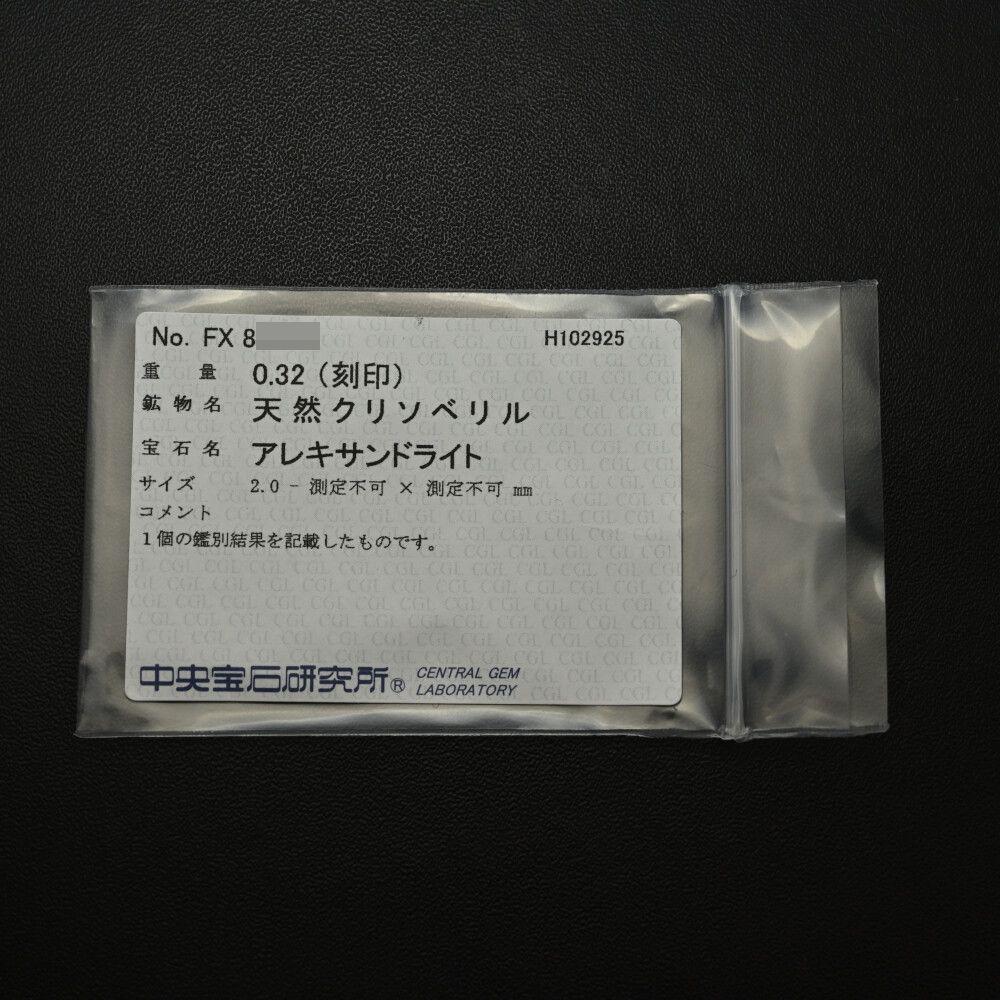 No. FX 8
H102925
重 量 0.32 (刻印)
鉱 物 名 天然クリソベリル
宝 石 名 アレキサンドライト
サイズ 2.0 - 測定不可 × 測定不可 mm
コメント
1個の鑑別結果を記載したものです。
中央宝石研究所® CENTRAL GEM
LABORATORY